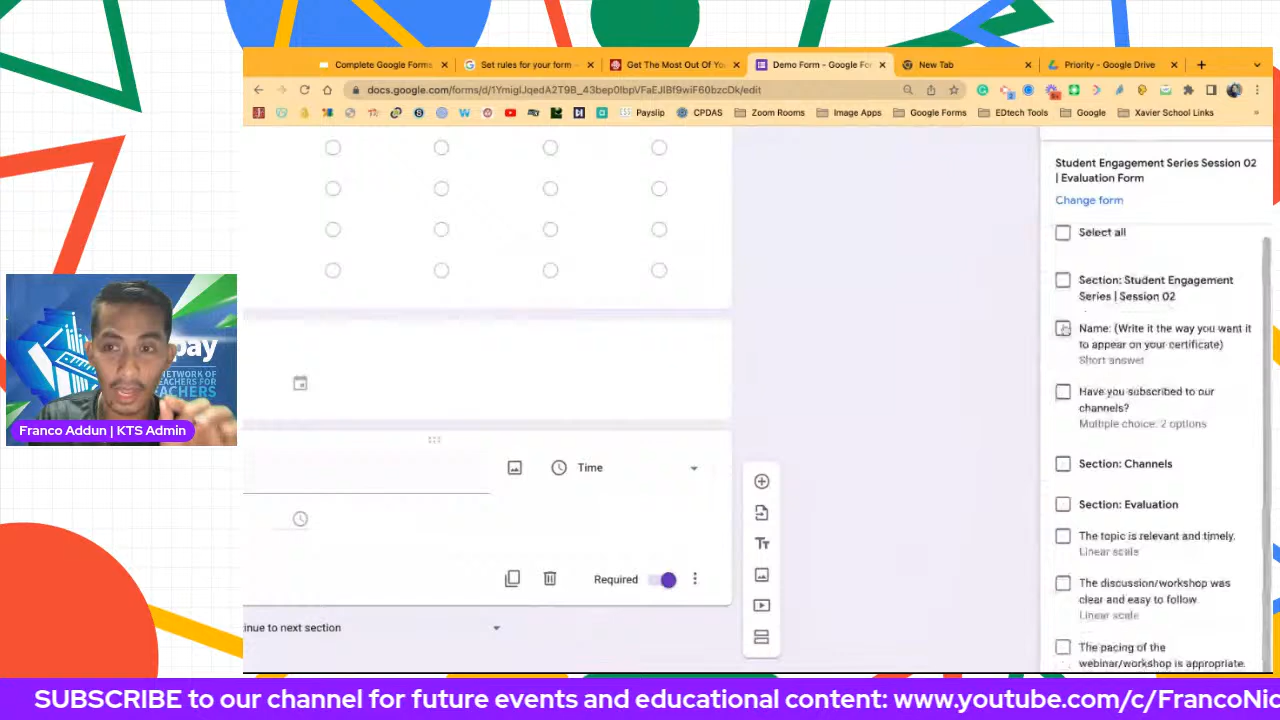 Complete Google Forms
Set rules for your form –
Get The Most Out Of Yo
Demo Form - Google Fo
New Tab
Priority - Google Drive
docs.google.com/forms/d/1YmigIJqedA2T9B_43bep0IbpVFaEJIBf9wiF60bzcDk/edit
Payslip
CPDAS
Zoom Rooms
Image Apps
Google Forms
EDtech Tools
Google
Xavier School Links
Student Engagement Series Session 02
| Evaluation Form
Change form
Select all
Section: Student Engagement
Series | Session 02
Name: (Write it the way you want it
to appear on your certificate)
Short answer
Have you subscribed to our
channels?
Multiple choice: 2 options
Section: Channels
Section: Evaluation
The topic is relevant and timely.
Linear scale
The discussion/workshop was
clear and easy to follow
Linear scale
The pacing of the
webinar/workshop is appropriate.
Time
Required
inue to next section
pay
NETWORK OF
EACHERS FOR
EACHERS
Franco Addun | KTS Admin
SUBSCRIBE to our channel for future events and educational content: www.youtube.com/c/FrancoNic